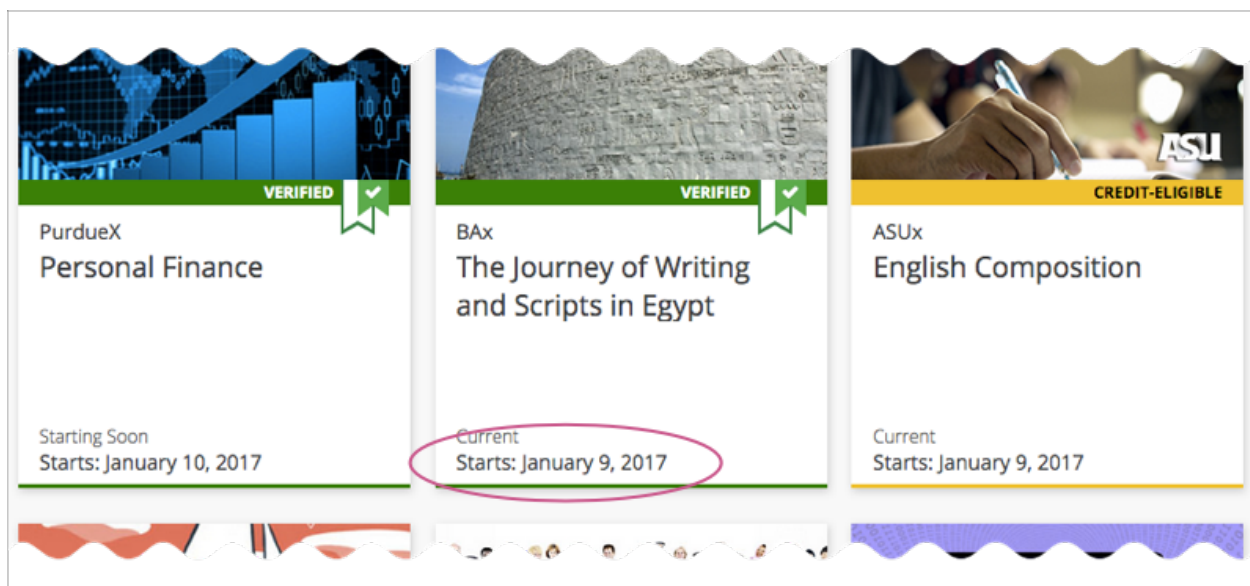 VERIFIED
PurdueX
Personal Finance
Starting Soon
Starts: January 10, 2017
VERIFIED
BAx
The Journey of Writing
and Scripts in Egypt
Current
Starts: January 9, 2017
ASU
CREDIT-ELIGIBLE
ASUx
English Composition
Current
Starts: January 9, 2017